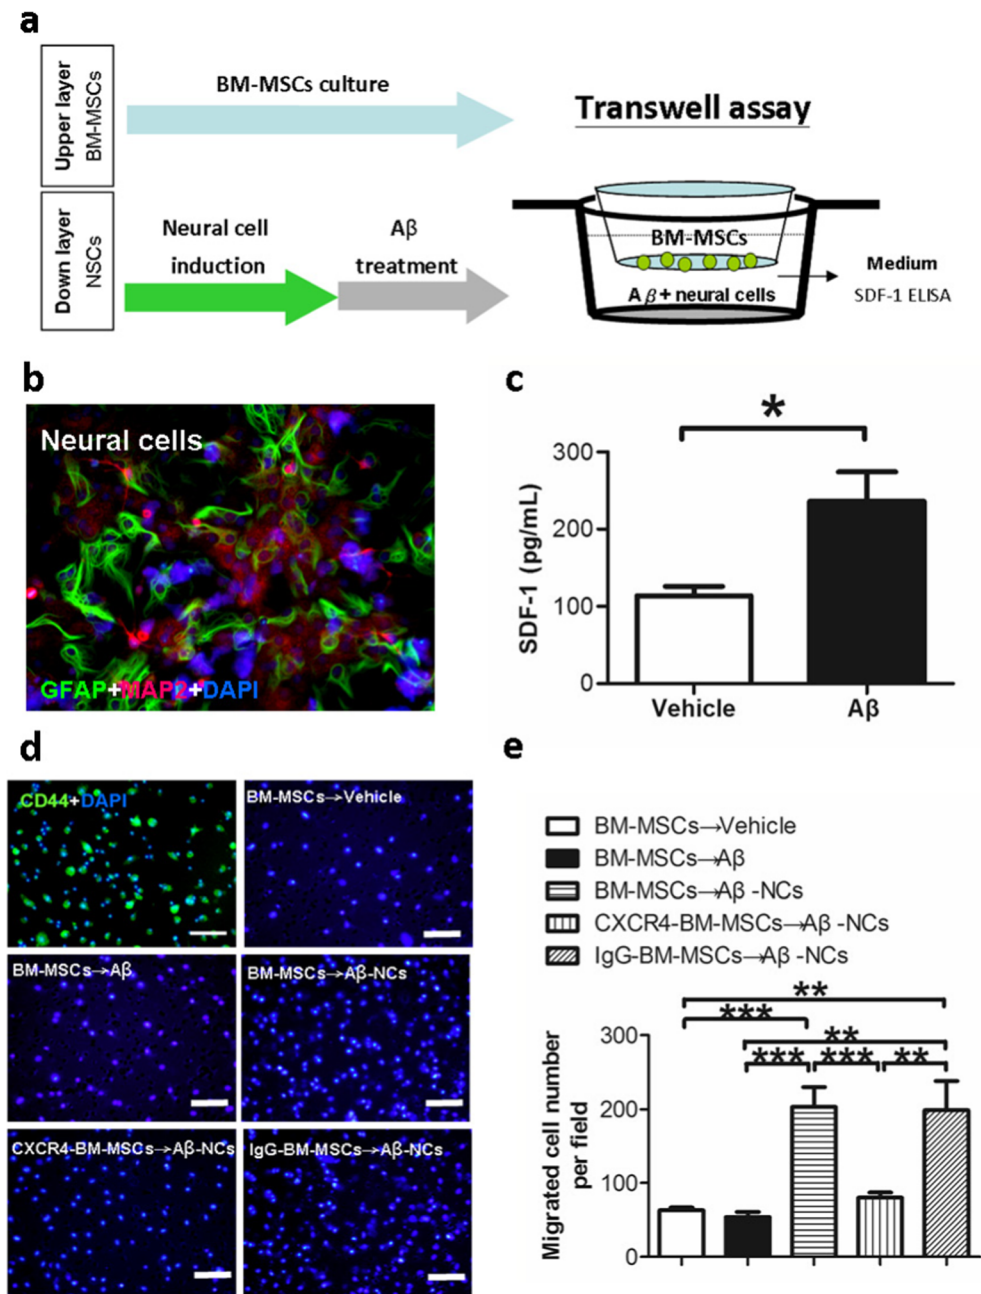 a
Upper layer
BM-MSCs
BM-MSCs culture
Transwell assay
Down layer
NSCs
Neural cell
induction
Aβ
treatment
BM-MSCs
Aβ+neural cells
Medium
SDF-1 ELISA
b
Neural cells
GFAP+MAP2+DAPI
c
*
SDF-1 (pg/mL)
300
200
100
0
Vehicle
Aβ
d
CD44+DAPI
BM-MSCs→Vehicle
BM-MSCs→Aβ
BM-MSCs→Aβ-NCs
CXCR4-BM-MSCs→Aβ-NCs
IgG-BM-MSCs→Aβ-NCs
e
BM-MSCs→Vehicle
BM-MSCs→Aβ
BM-MSCs→Aβ -NCs
CXCR4-BM-MSCs→Aβ -NCs
IgG-BM-MSCs→Aβ -NCs
**
***
**
*** *** **
Migrated cell number
per field
300
200
100
0